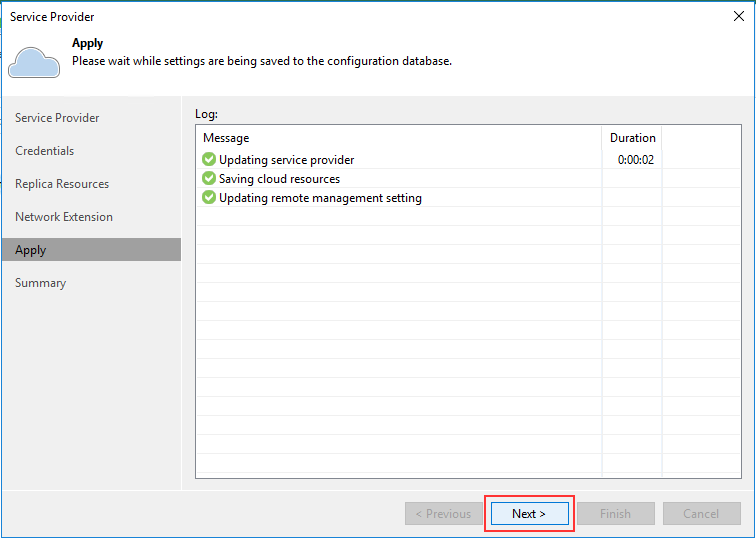 Service Provider
Apply
Please wait while settings are being saved to the configuration database.
Service Provider
Credentials
Replica Resources
Network Extension
Apply
Summary
Log:
Message Duration
Updating service provider 0:00:02
Saving cloud resources
Updating remote management setting
< Previous Next > Finish Cancel